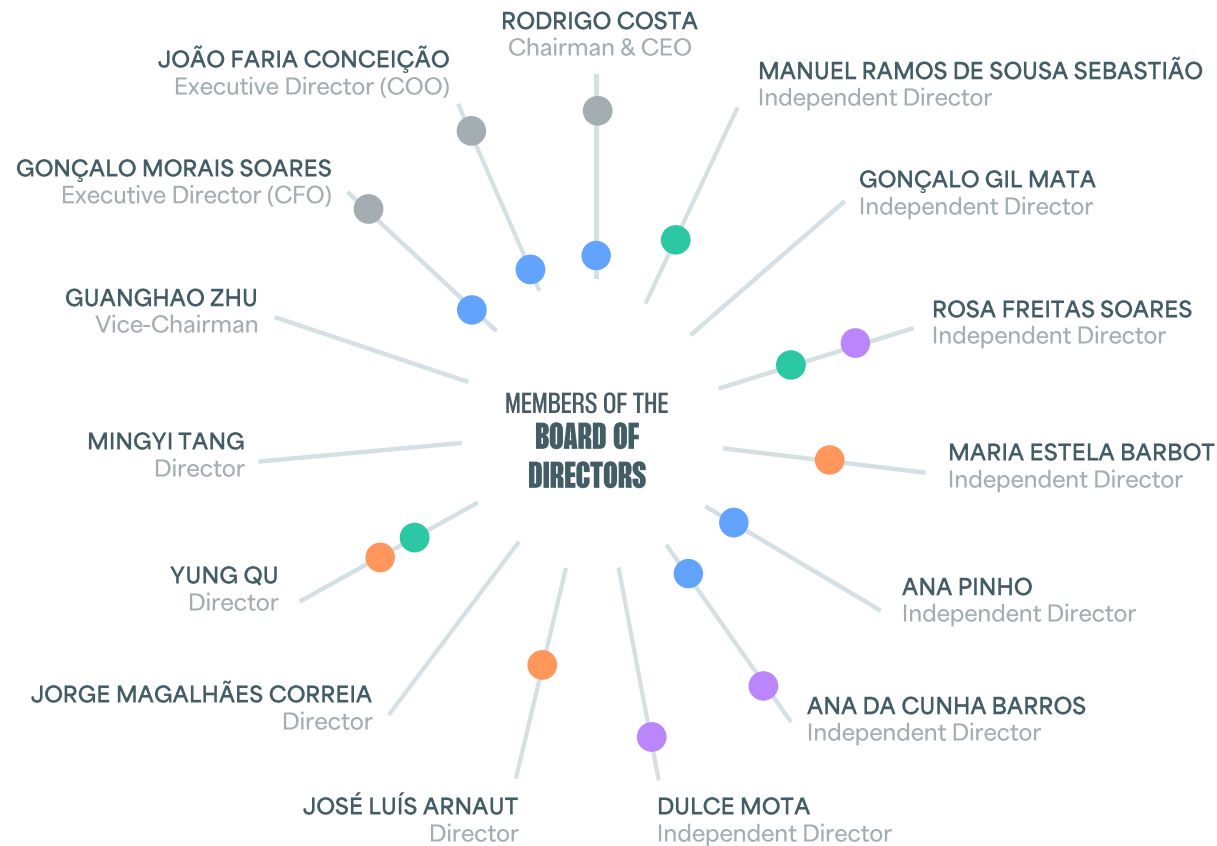 RODRIGO COSTA
Chairman & CEO
JOÃO FARIA CONCEIÇÃO
Executive Director (COO)
MANUEL RAMOS DE SOUSA SEBASTIÃO
Independent Director
GONÇALO MORAIS SOARES
Executive Director (CFO)
GONÇALO GIL MATA
Independent Director
GUANGHAO ZHU
Vice-Chairman
ROSA FREITAS SOARES
Independent Director
MEMBERS OF THE
BOARD OF
DIRECTORS
MINGYI TANG
Director
MARIA ESTELA BARBOT
Independent Director
YUNG QU
Director
ANA PINHO
Independent Director
JORGE MAGALHÃES CORREIA
Director
ANA DA CUNHA BARROS
Independent Director
JOSÉ LUÍS ARNAUT
Director
DULCE MOTA
Independent Director